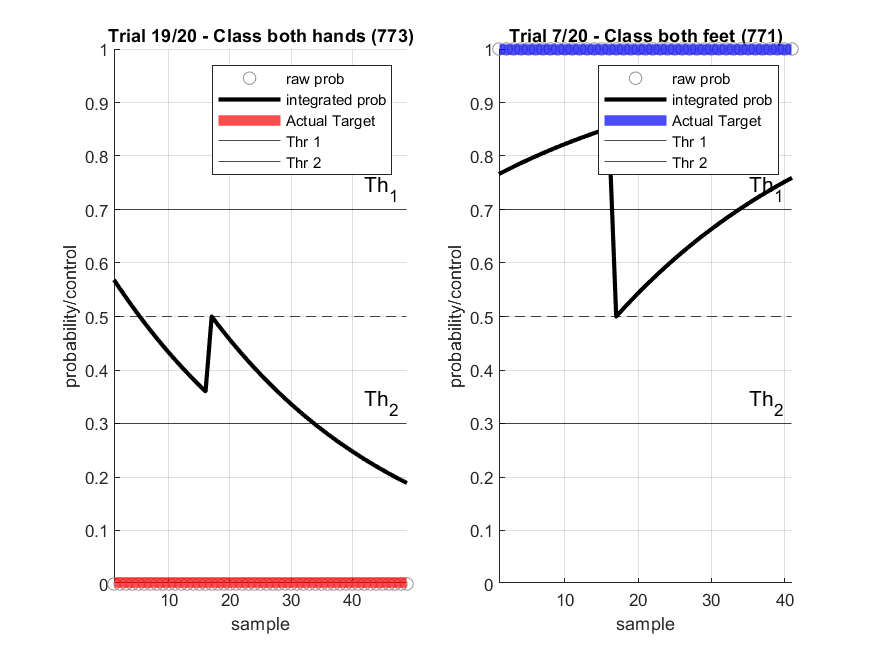 Trial 19/20 - Class both hands (773)
1
0.9
0.8
0.7
0.6
0.5
0.4
0.3
0.2
0.1
0
probability/control
raw prob
integrated prob
Actual Target
Thr 1
Thr 2
Th1
Th2
10 20 30 40
sample
Trial 7/20 - Class both feet (771)
1
0.9
0.8
0.7
0.6
0.5
0.4
0.3
0.2
0.1
0
probability/control
raw prob
integrated prob
Actual Target
Thr 1
Thr 2
Th1
Th2
10 20 30 40
sample